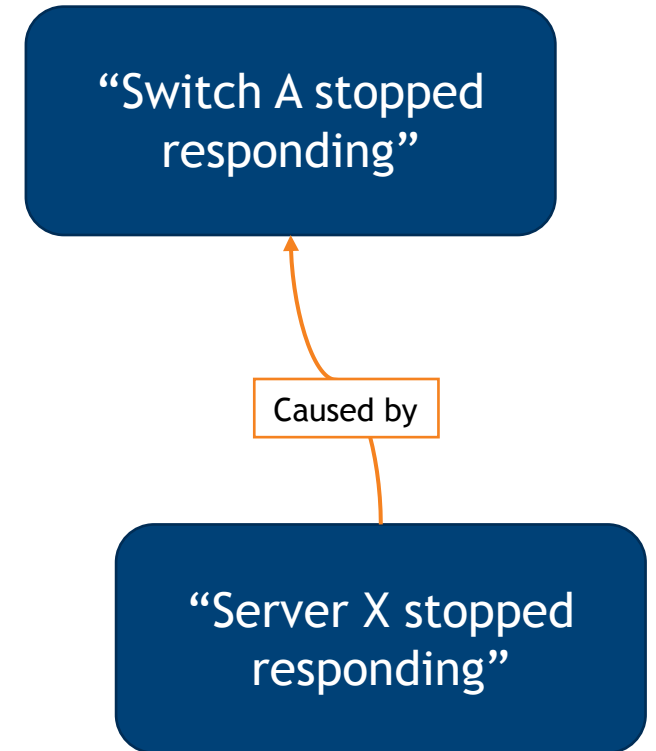 “Switch A stopped
responding”
Caused by
“Server X stopped
responding”